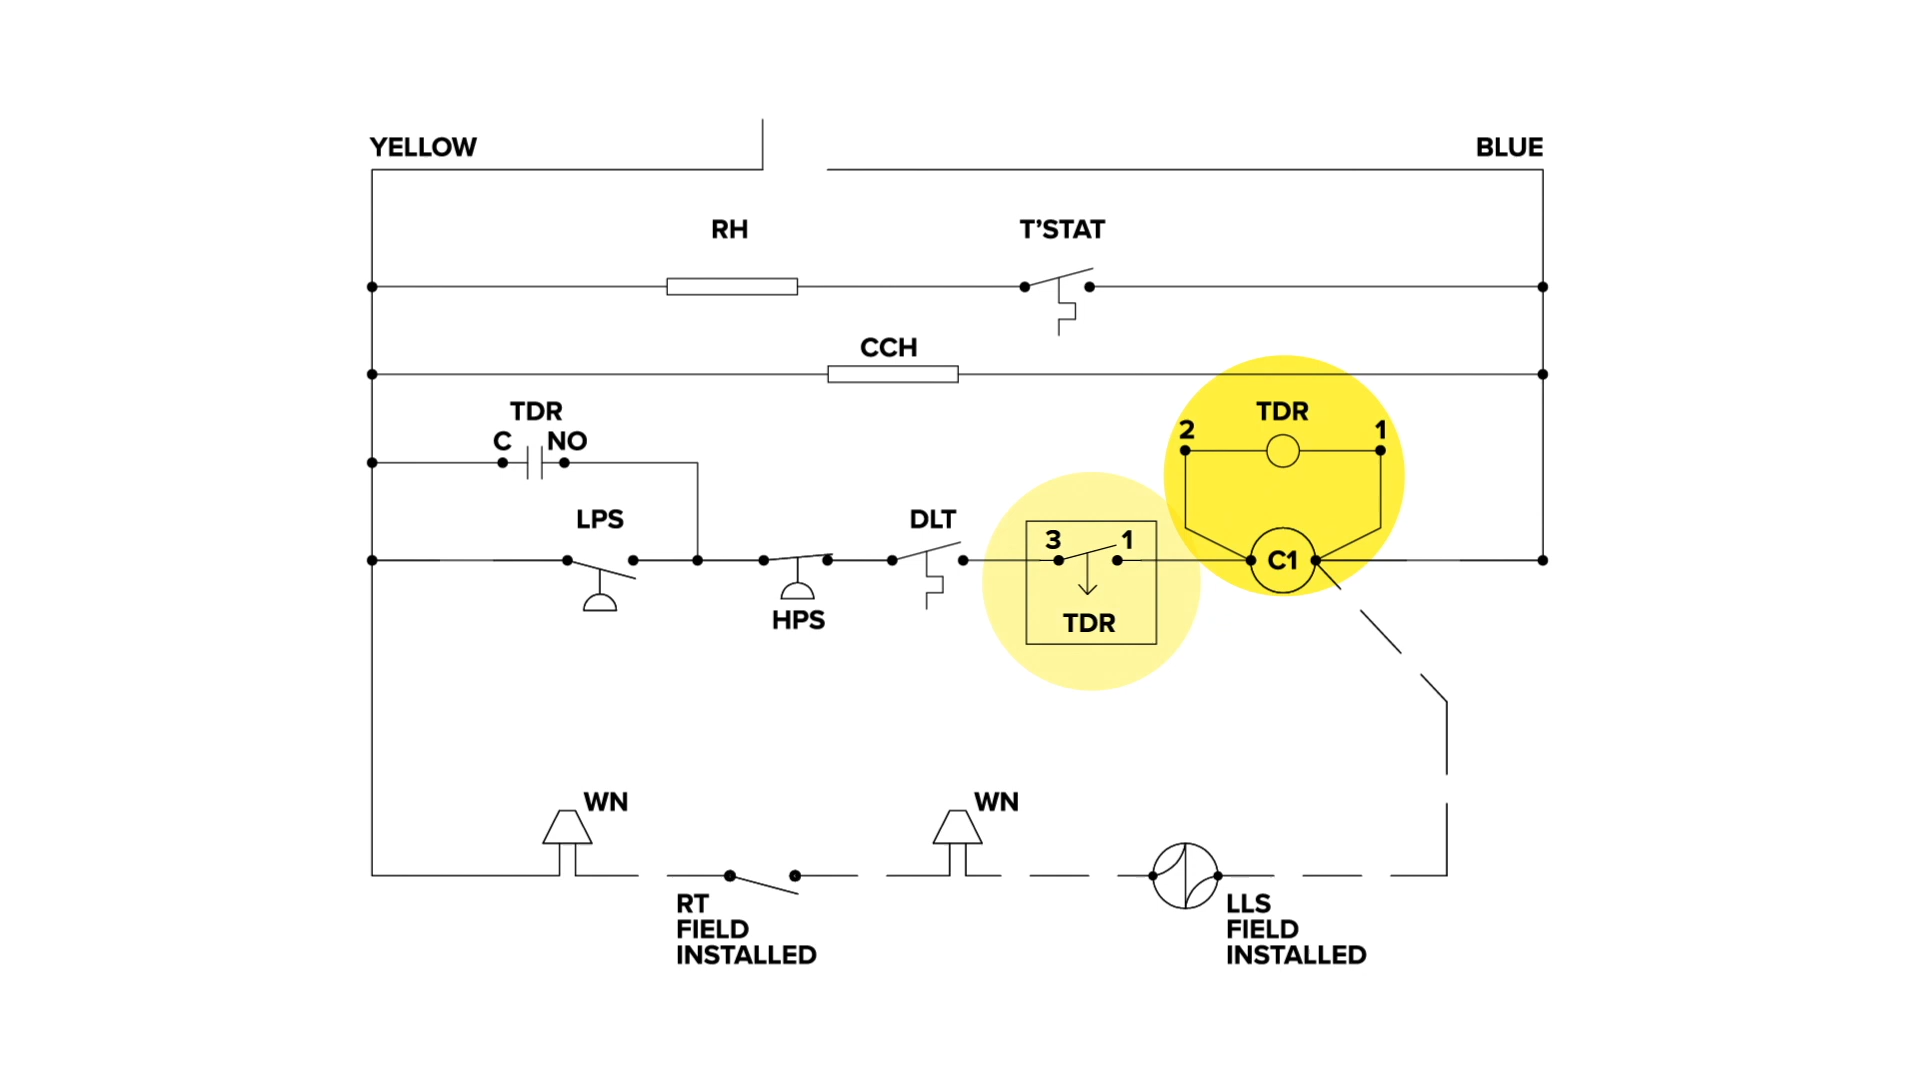 YELLOW
BLUE
RH
T’STAT
CCH
TDR
C NO
TDR
2 1
LPS
DLT
3 1
C1
HPS
TDR
WN
WN
RT
FIELD
INSTALLED
LLS
FIELD
INSTALLED